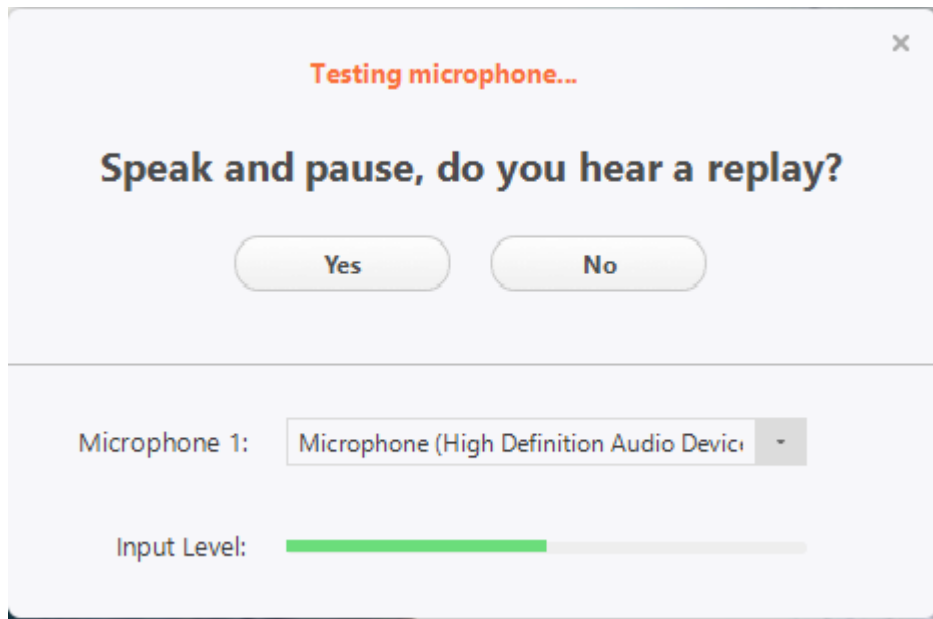 Testing microphone...
Speak and pause, do you hear a replay?
Yes No
Microphone 1: Microphone (High Definition Audio Device
Input Level: